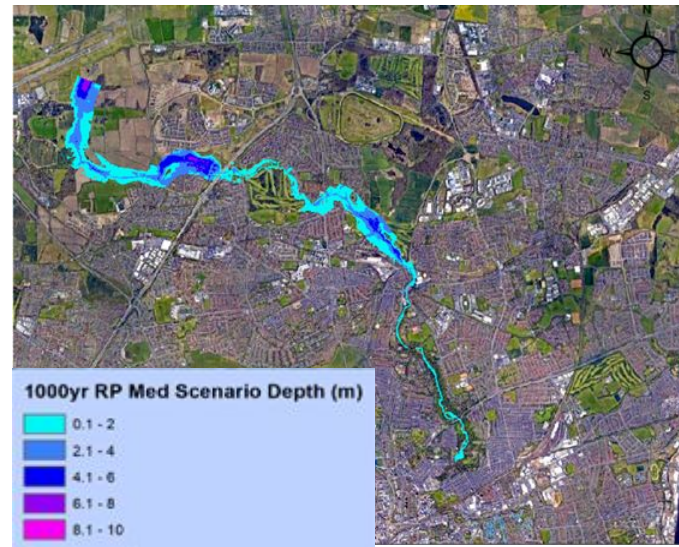 N
W
S
1000yr RP Med Scenario Depth (m)
0.1 - 2
2.1 - 4
4.1 - 6
6.1 - 8
8.1 - 10